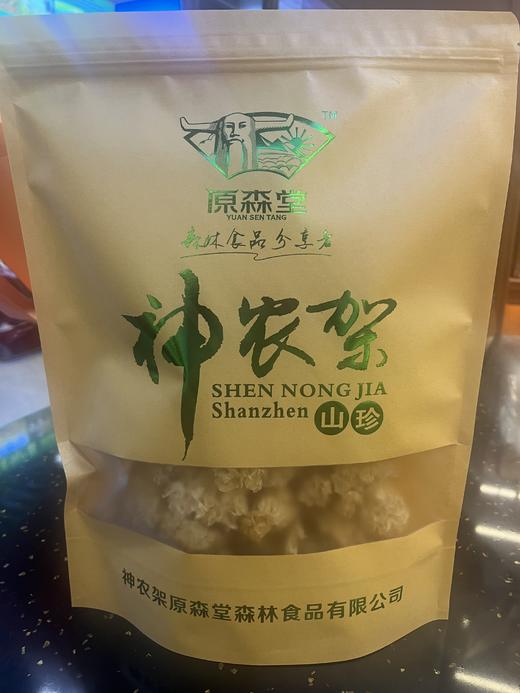 TM
原森堂
YUAN SEN TANG
森林食品分享者
神农架
SHEN NONG JIA
Shanzhen 山珍
神农架原森堂森林食品有限公司